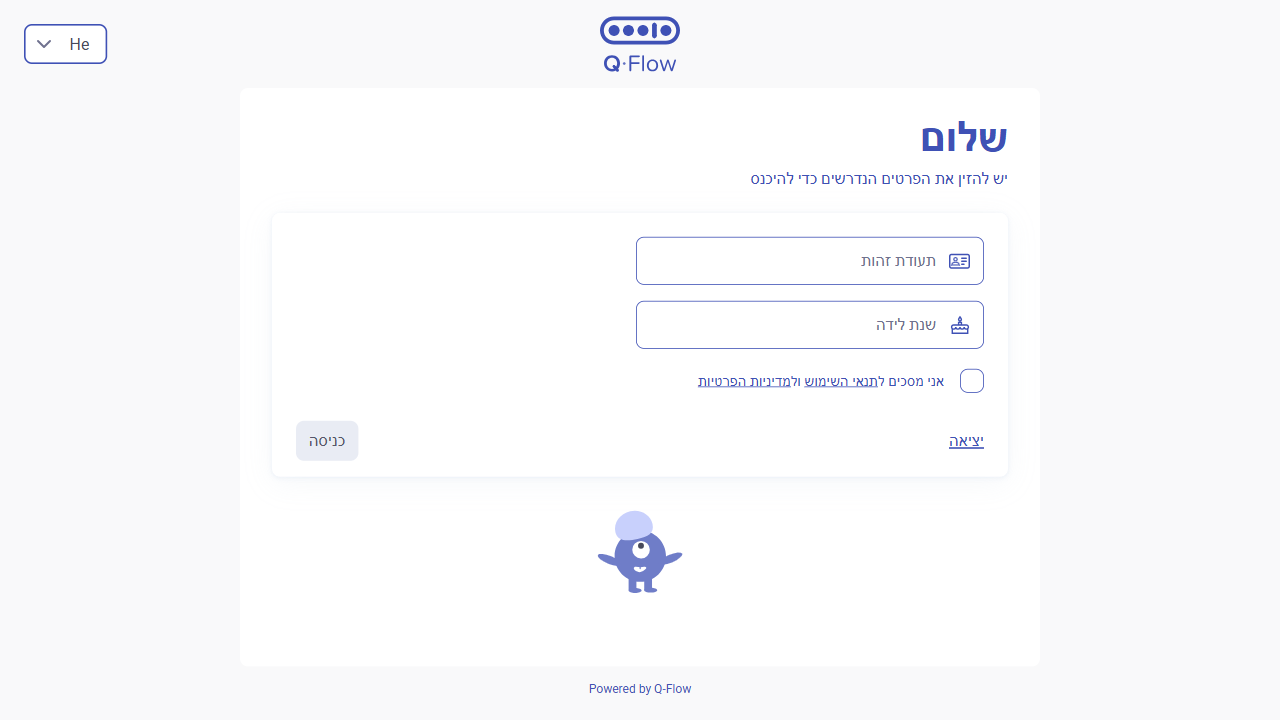 He
Q·Flow
שלום
יש להזין את הפרטים הנדרשים כדי להיכנס
תעודת זהות
שנת לידה
אני מסכים לתנאי השימוש ולמדיניות הפרטיות
יציאה
כניסה
Powered by Q-Flow